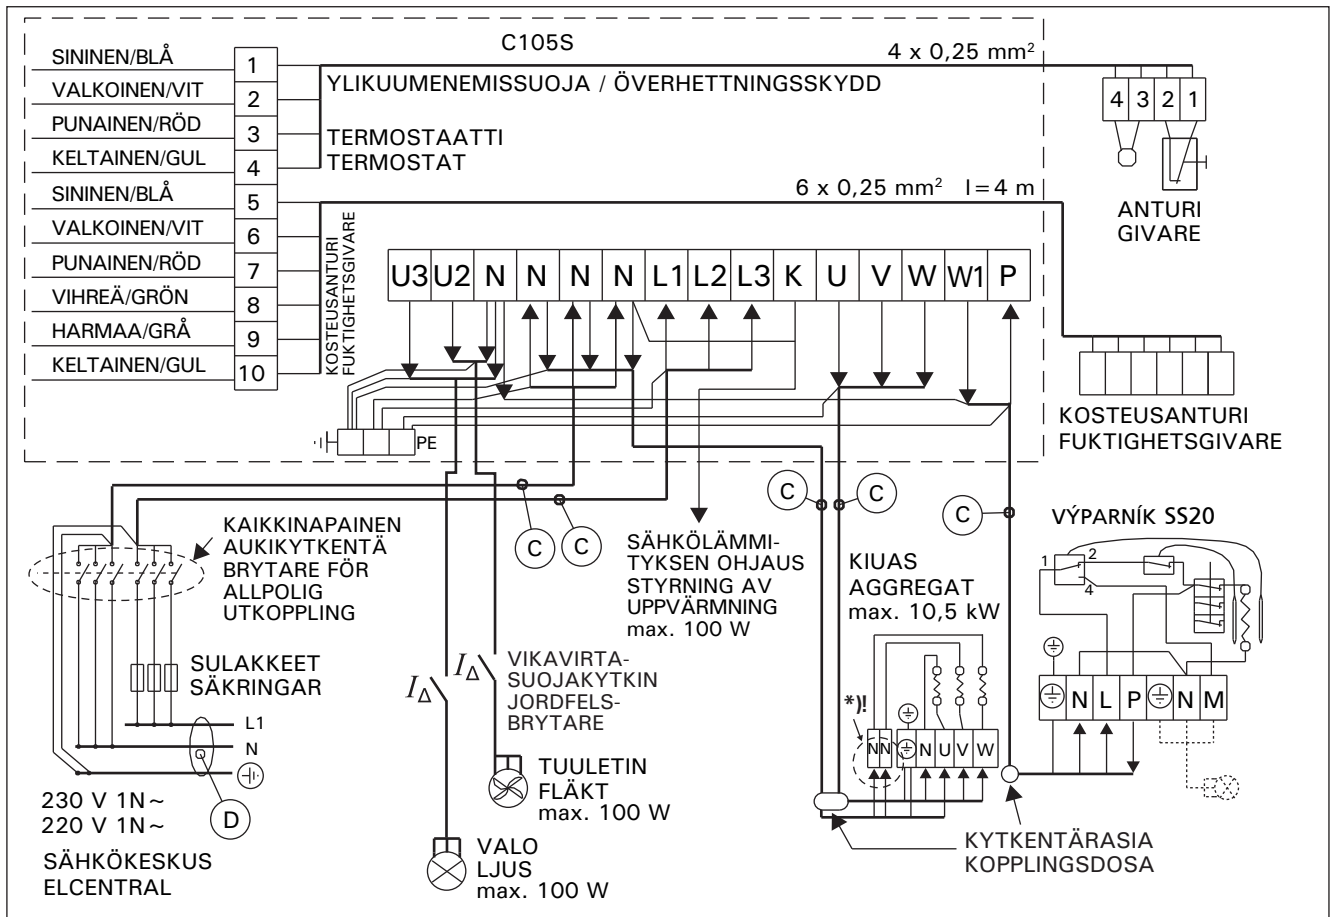 C105S
4 x 0,25 mm²
SININEN/BLÅ 1
VALKOINEN/VIT 2
PUNAINEN/RÖD 3
KELTAINEN/GUL 4
SININEN/BLÅ 5
VALKOINEN/VIT 6
PUNAINEN/RÖD 7
VIHREÄ/GRÖN 8
HARMAA/GRÅ 9
KELTAINEN/GUL 10
YLIKUUMENEMISSUOJA / ÖVERHETTNINGSSKYDD
TERMOSTAATTI
TERMOSTAT
4 3 2 1
ANTURI
GIVARE
6 x 0,25 mm² l=4 m
KOSTEUSANTURI
FUKTIGHETSGIVARE
U3 U2 N N N N L1 L2 L3 K U V W W1 P
PE
KOSTEUSANTURI
FUKTIGHETSGIVARE
KAIKKINAPAINEN
AUKIKYTKENTÄ
BRYTARE FÖR
ALLPOLIG
UTKOPPLING
C
C
C
C
C
SÄHKÖLÄMMI-
TYKSEN OHJAUS
STYRNING AV
UPPVÄRMNING
max. 100 W
KIUAS
AGGREGAT
max. 10,5 kW
VÝPARNÍK SS20
1
2
4
SULAKKEET
SÄKRINGAR
L1
N
D
230 V 1N~
220 V 1N~
SÄHKÖKESKUS
ELCENTRAL
IΔ
IΔ
VIKAVIRTA-
SUOJAKYTKIN
JORDFELS-
BRYTARE
TUULETIN
FLÄKT
max. 100 W
VALO
LJUS
max. 100 W
*)!
N N N U V W
N L P N M
KYTKENTÄRASIA
KOPPLINGSDOSA